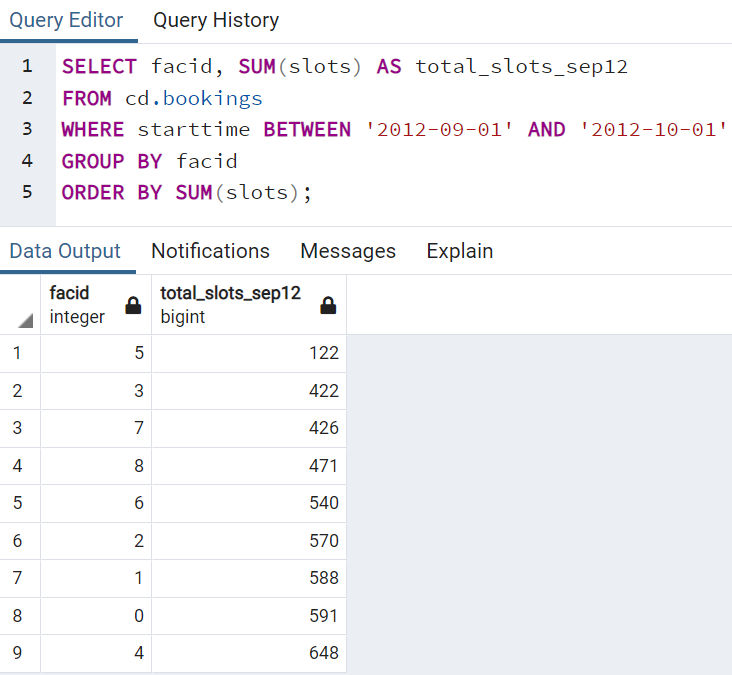 Query Editor Query History
1 SELECT facid, SUM(slots) AS total_slots_sep12
2 FROM cd.bookings
3 WHERE starttime BETWEEN '2012-09-01' AND '2012-10-01'
4 GROUP BY facid
5 ORDER BY SUM(slots);
Data Output Notifications Messages Explain
facid total_slots_sep12
integer bigint
1 5 122
2 3 422
3 7 426
4 8 471
5 6 540
6 2 570
7 1 588
8 0 591
9 4 648